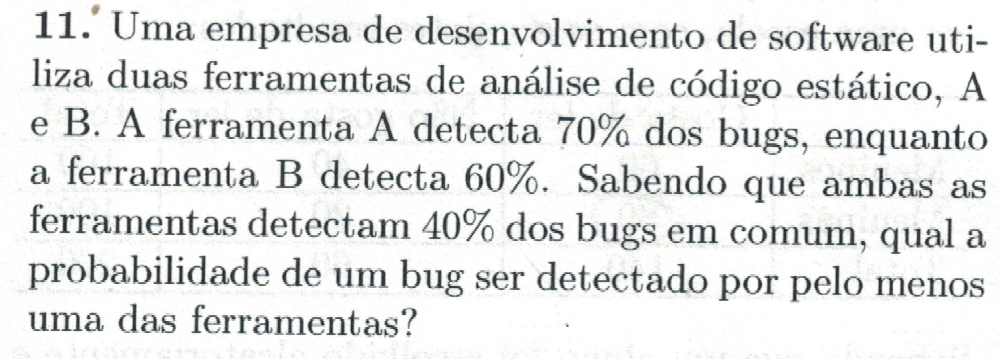 11. Uma empresa de desenvolvimento de software uti-
liza duas ferramentas de análise de código estático, A
e B. A ferramenta A detecta 70% dos bugs, enquanto
a ferramenta B detecta 60%. Sabendo que ambas as
ferramentas detectam 40% dos bugs em comum, qual a
probabilidade de um bug ser detectado por pelo menos
uma das ferramentas?